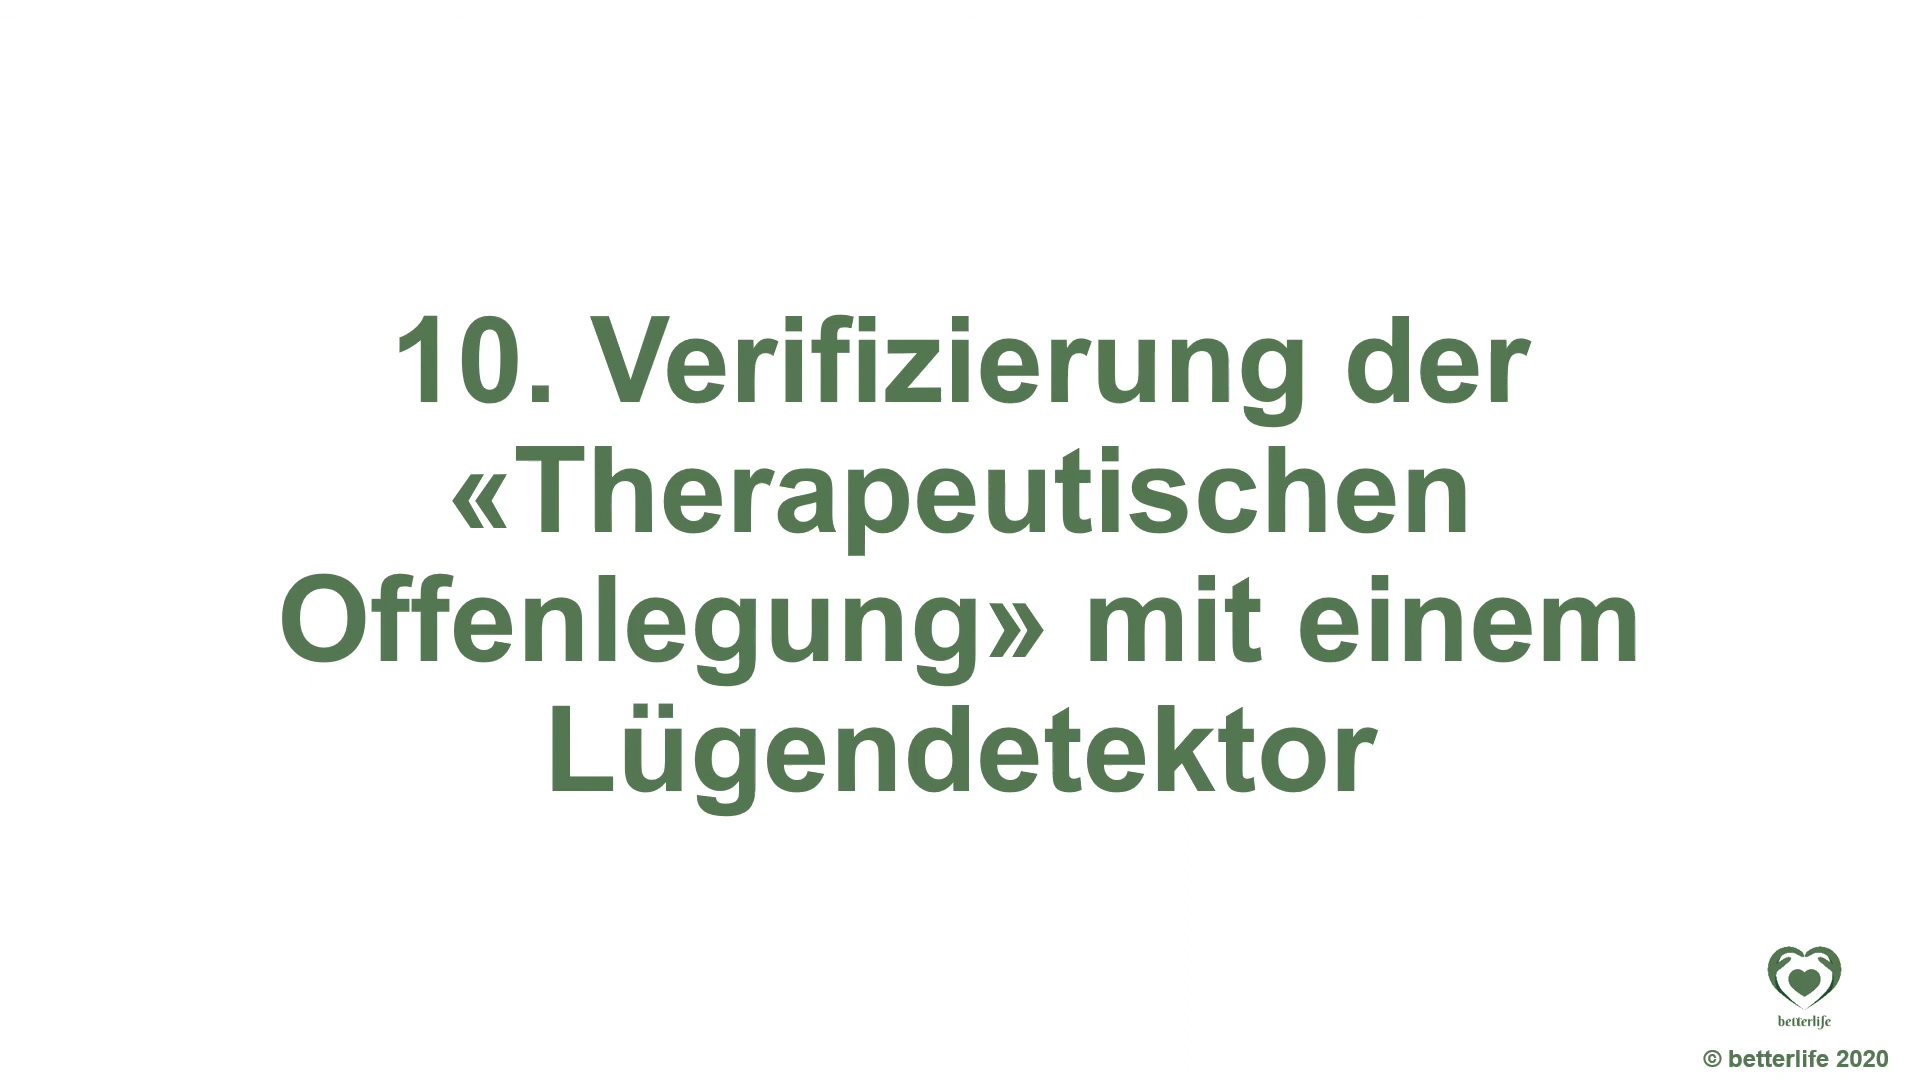 10. Verifizierung der
«Therapeutischen
Offenlegung» mit einem
Lügendetektor
betterlife
© betterlife 2020